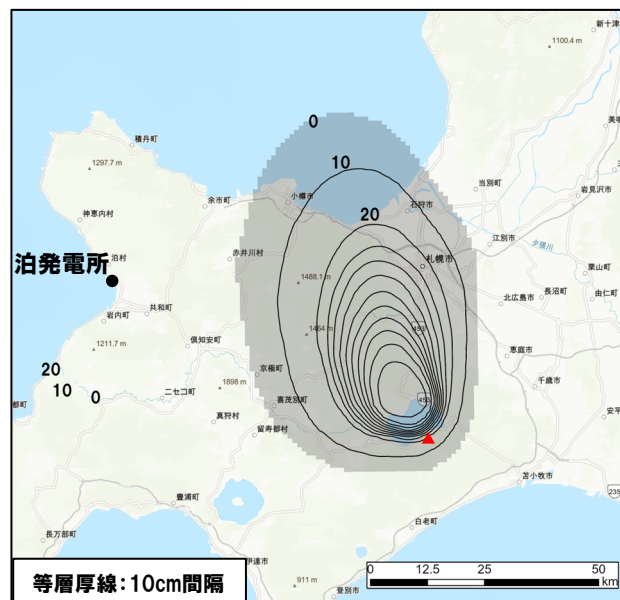 新十津
1100.4 m
0
美唄
積丹町
10
1297.7 m
当別町
岩見沢市
余市町
小樽市
石狩市
神恵内村
20
江別市
夕張川
泊発電所
泊村
赤井川村
札幌市
栗山町
1488.1 m
北広島市
長沼町
由仁町
共和町
岩内町
1464 m
453
倶知安町
1211.7 m
恵庭市
20
京極町
千歳市
10
0
ニセコ町
1898 m
453
都町
喜茂別町
安平
真狩村
留寿都村
苫小牧市
235
豊浦町
白老町
長万部町
伊達市
0
12.5
25
50
km
911 m
登別市
等層厚線：10cm間隔